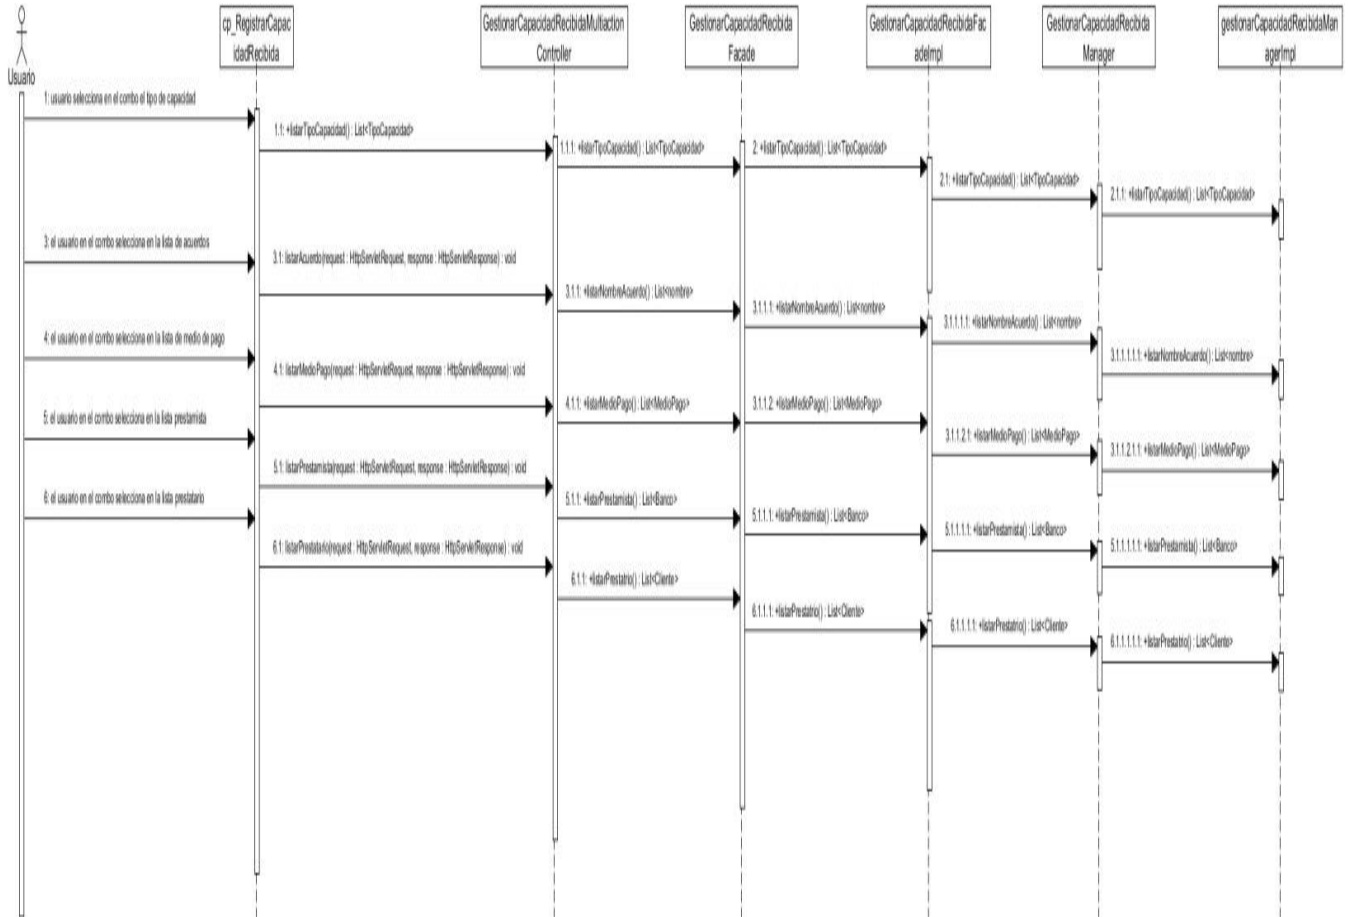 Usuario
cp_RegistrarCapac
idadRecibida
GestionarCapacidadRecibidaMultiaction
Controller
GestionarCapacidadRecibida
Facade
GestionarCapacidadRecibidaFac
adeImpl
GestionarCapacidadRecibida
Manager
gestionarCapacidadRecibidaMan
agerImpl
1: usuario selecciona en el combo el tipo de capacidad
1.1: +listarTipoCapacidad() : List<TipoCapacidad>
1.1.1: +listarTipoCapacidad() : List<TipoCapacidad>
2: +listarTipoCapacidad() : List<TipoCapacidad>
2.1: +listarTipoCapacidad() : List<TipoCapacidad>
2.1.1: +listarTipoCapacidad() : List<TipoCapacidad>
3: el usuario en el combo selecciona en la lista de acuerdos
3.1: listarAcuerdo(request : HttpServletRequest, response : HttpServletResponse) : void
3.1.1: +listarNombreAcuerdo() : List<nombre>
3.1.1.1: +listarNombreAcuerdo() : List<nombre>
3.1.1.1.1: +listarNombreAcuerdo() : List<nombre>
3.1.1.1.1.1: +listarNombreAcuerdo() : List<nombre>
4: el usuario en el combo selecciona en la lista de medio de pago
4.1: listarMedioPago(request : HttpServletRequest, response : HttpServletResponse) : void
4.1.1: +listarMedioPago() : List<MedioPago>
3.1.1.2: +listarMedioPago() : List<MedioPago>
3.1.1.2.1: +listarMedioPago() : List<MedioPago>
3.1.1.2.1.1: +listarMedioPago() : List<MedioPago>
5: el usuario en el combo selecciona en la lista prestamista
5.1: listarPrestamista(request : HttpServletRequest, response : HttpServletResponse) : void
5.1.1: +listarPrestamista() : List<Banco>
5.1.1.1: +listarPrestamista() : List<Banco>
5.1.1.1.1: +listarPrestamista() : List<Banco>
5.1.1.1.1.1: +listarPrestamista() : List<Banco>
6: el usuario en el combo selecciona en la lista prestatario
6.1: listarPrestatario(request : HttpServletRequest, response : HttpServletResponse) : void
6.1.1: +listarPrestatrio() : List<Cliente>
6.1.1.1: +listarPrestatrio() : List<Cliente>
6.1.1.1.1: +listarPrestatrio() : List<Cliente>
6.1.1.1.1.1: +listarPrestatrio() : List<Cliente>